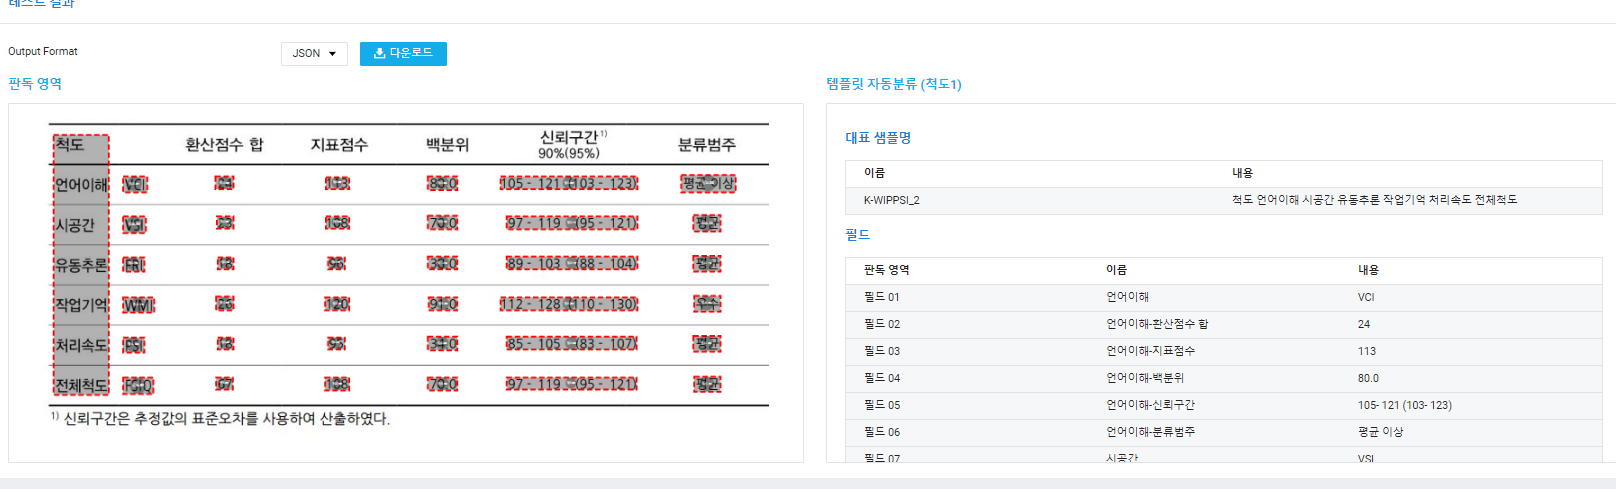 테스트 결과
Output Format
JSON
다운로드
판독 영역
템플릿 자동분류 (척도1)
척도 환산점수 합 지표점수 백분위 신뢰구간1) 90%(95%) 분류범주
언어이해 VCI 24 113 80.0 105 - 121 (103 - 123) 평균 이상
시공간 VSI 108 70.0 97 - 119 (95 - 121) 평균
유동추론 FRI 89 - 103 (88 - 104) 평균
작업기억 WMI 120 91.0 112 - 128 (110 - 130) 우수
처리속도 PSI 85 - 105 (83 - 107) 평균
전체척도 FSIQ 67 108 70.0 97 - 119 (95 - 121) 평균
1) 신뢰구간은 추정값의 표준오차를 사용하여 산출하였다.
대표 샘플명
이름 내용
K-WIPPSI_2 척도 언어이해 시공간 유동추론 작업기억 처리속도 전체척도
필드
판독 영역 이름 내용
필드 01 언어이해 VCI
필드 02 언어이해-환산점수 합 24
필드 03 언어이해-지표점수 113
필드 04 언어이해-백분위 80.0
필드 05 언어이해-신뢰구간 105- 121 (103- 123)
필드 06 언어이해-분류범주 평균 이상
필드 07 시공간 VSI